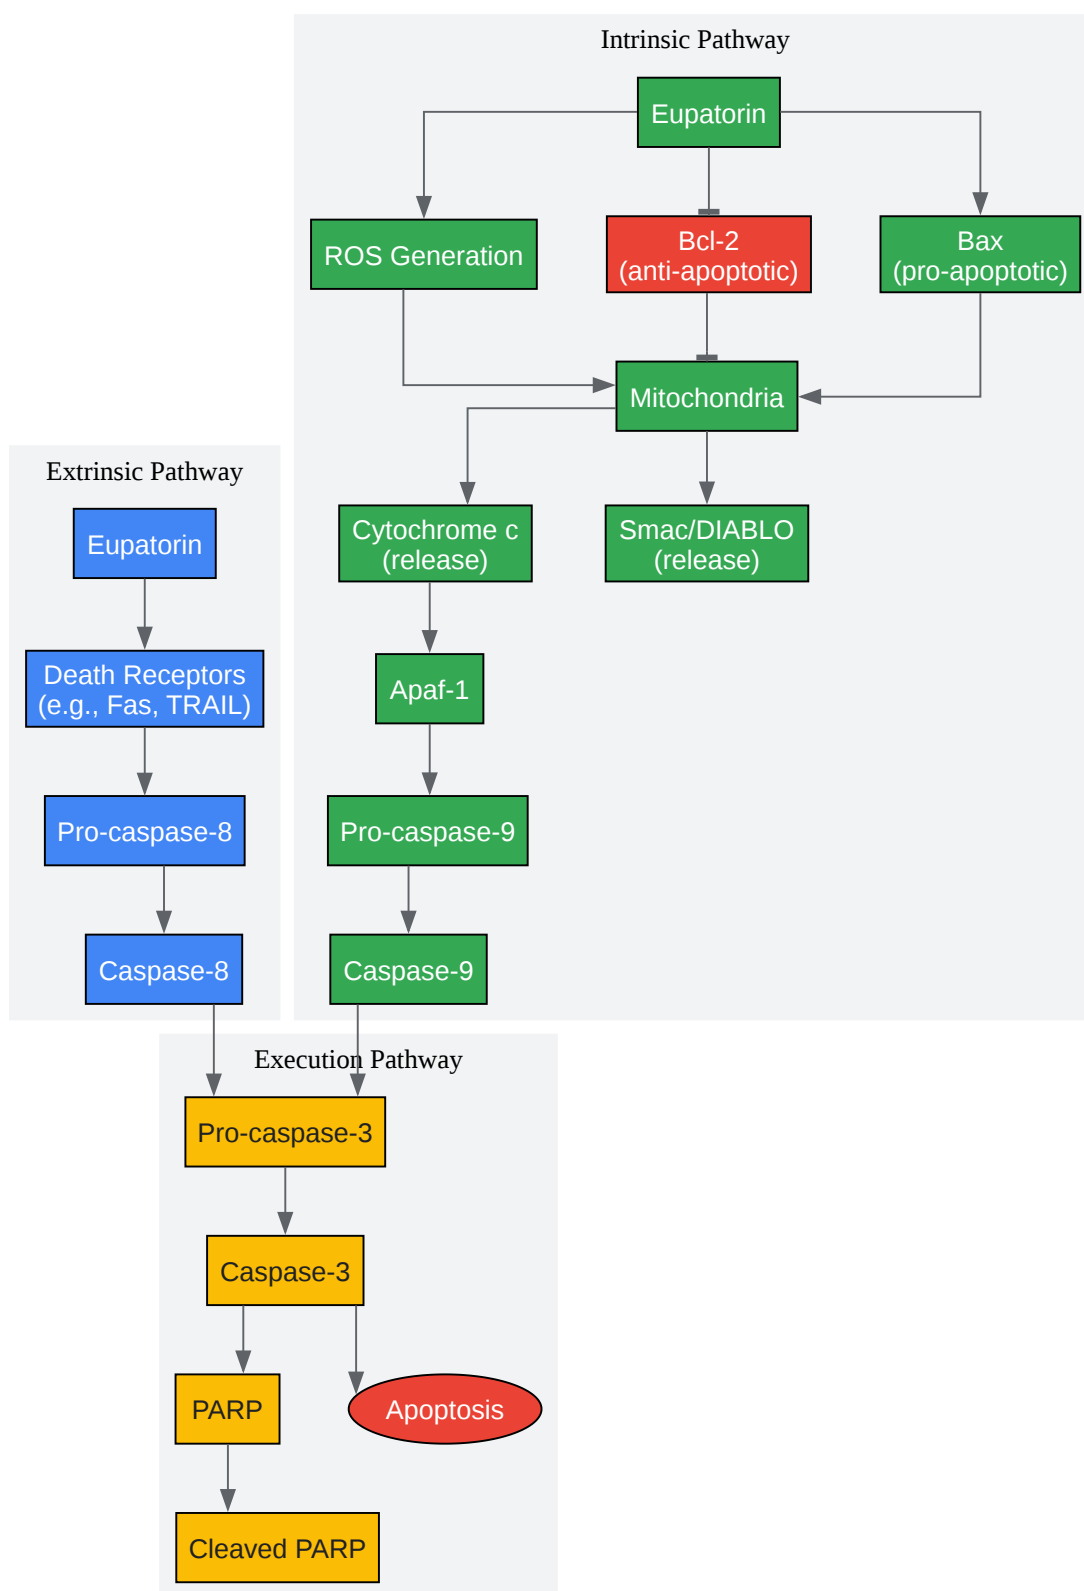 Intrinsic Pathway
Eupatorin
ROS Generation
Bcl-2
(anti-apoptotic)
Bax
(pro-apoptotic)
Mitochondria
Cytochrome c
(release)
Smac/DIABLO
(release)
Apaf-1
Pro-caspase-9
Caspase-9
Extrinsic Pathway
Eupatorin
Death Receptors
(e.g., Fas, TRAIL)
Pro-caspase-8
Caspase-8
Execution Pathway
Pro-caspase-3
Caspase-3
PARP
Apoptosis
Cleaved PARP